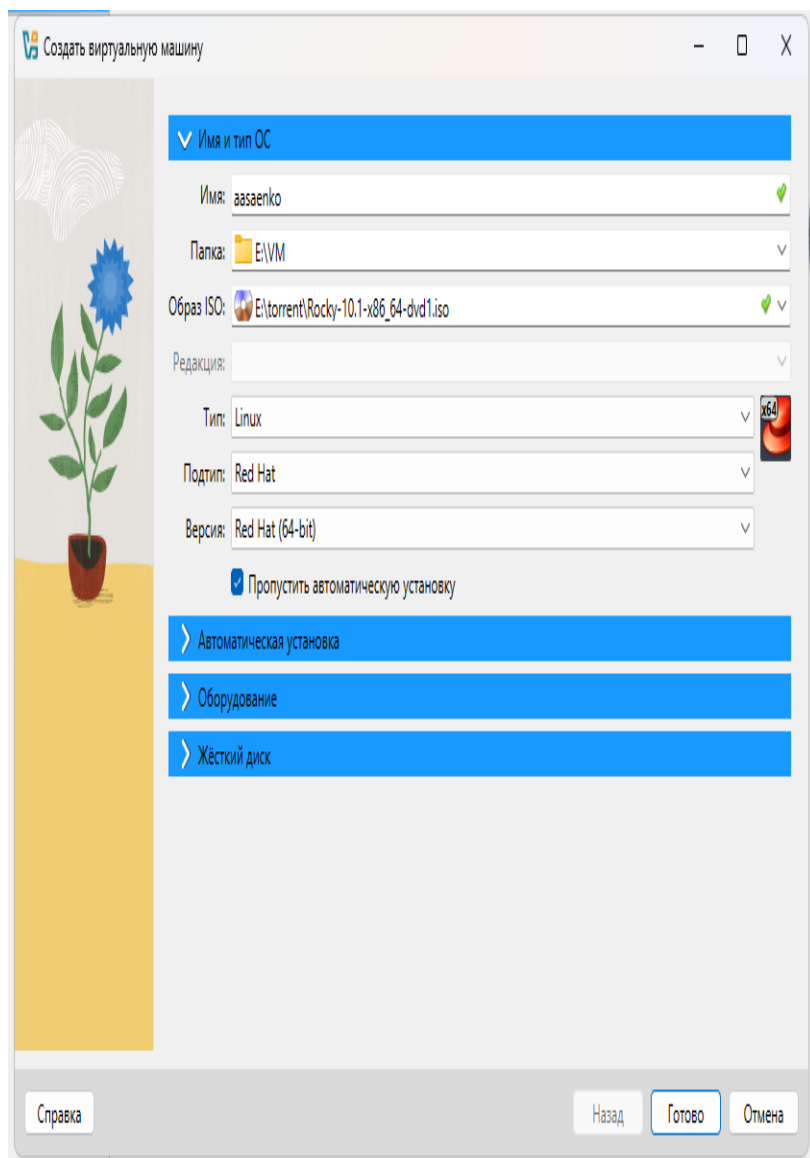 Создать виртуальную машину
Имя и тип ОС
Имя: aasaenko
Папка: E:\VM
Образ ISO: E:\torrent\Rocky-10.1-x86_64-dvd1.iso
Редакция:
Тип: Linux
x64
Подтип: Red Hat
Версия: Red Hat (64-bit)
Пропустить автоматическую установку
Автоматическая установка
Оборудование
Жёсткий диск
Справка Назад Готово Отмена